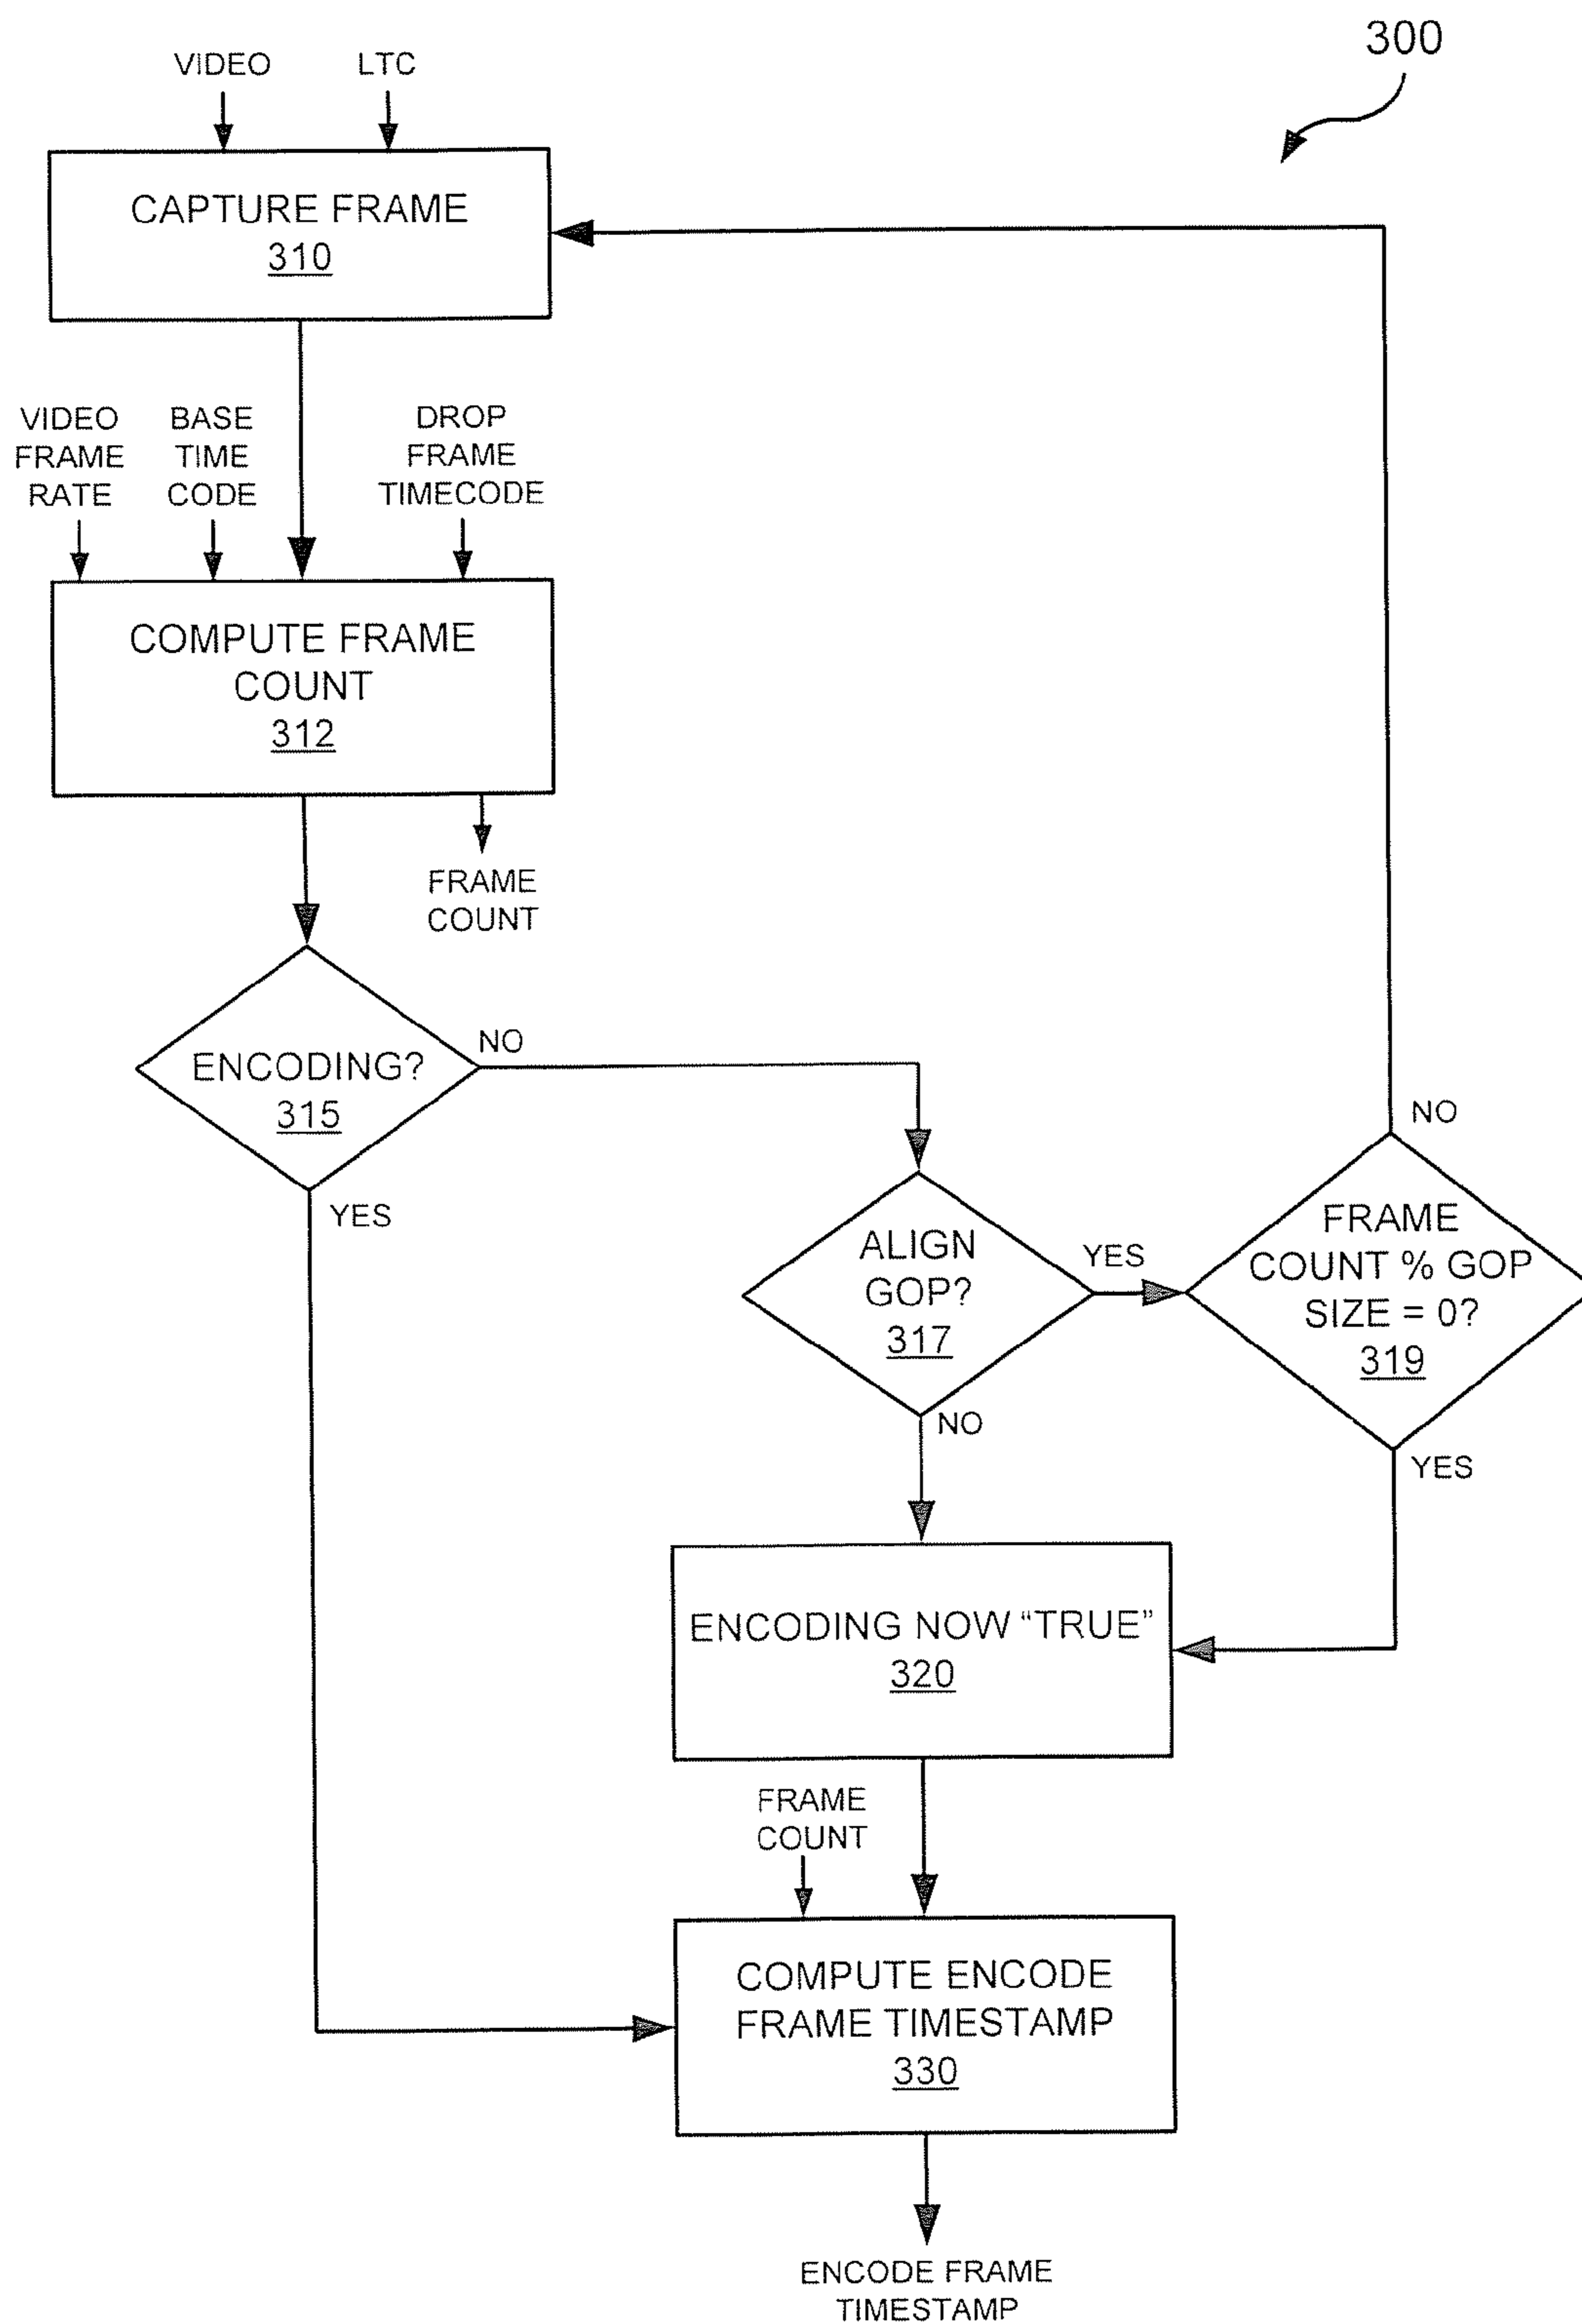 300
VIDEO
LTC
CAPTURE FRAME
310
VIDEO
FRAME
RATE
BASE
TIME
CODE
DROP
FRAME
TIMECODE
COMPUTE FRAME
COUNT
312
FRAME
COUNT
ENCODING?
315
NO
YES
ALIGN
GOP?
317
YES
NO
FRAME
COUNT % GOP
SIZE = 0?
319
NO
YES
ENCODING NOW “TRUE”
320
FRAME
COUNT
COMPUTE ENCODE
FRAME TIMESTAMP
330
ENCODE FRAME
TIMESTAMP